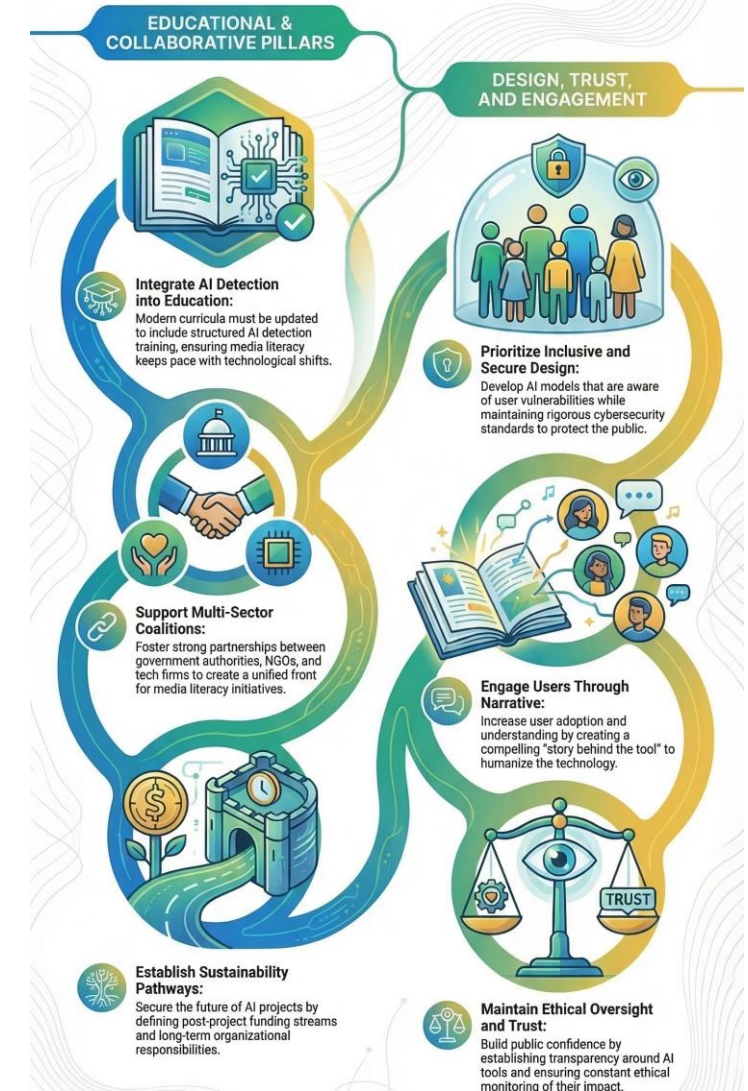 EDUCATIONAL &
COLLABORATIVE PILLARS
Integrate AI Detection
into Education:
Modern curricula must be updated
to include structured AI detection
training, ensuring media literacy
keeps pace with technological shifts.
Support Multi-Sector
Coalitions:
Foster strong partnerships between
government authorities, NGOs, and
tech firms to create a unified front
for media literacy initiatives.
$
Establish Sustainability
Pathways:
Secure the future of AI projects by
defining post-project funding streams
and long-term organizational
responsibilities.
DESIGN, TRUST,
AND ENGAGEMENT
Prioritize Inclusive and
Secure Design:
Develop AI models that are aware
of user vulnerabilities while
maintaining rigorous cybersecurity
standards to protect the public.
Engage Users Through
Narrative:
Increase user adoption and
understanding by creating a
compelling "story behind the tool" to
humanize the technology.
TRUST
Maintain Ethical Oversight
and Trust:
Build public confidence by
establishing transparency around AI
tools and ensuring constant ethical
monitoring of their impact.